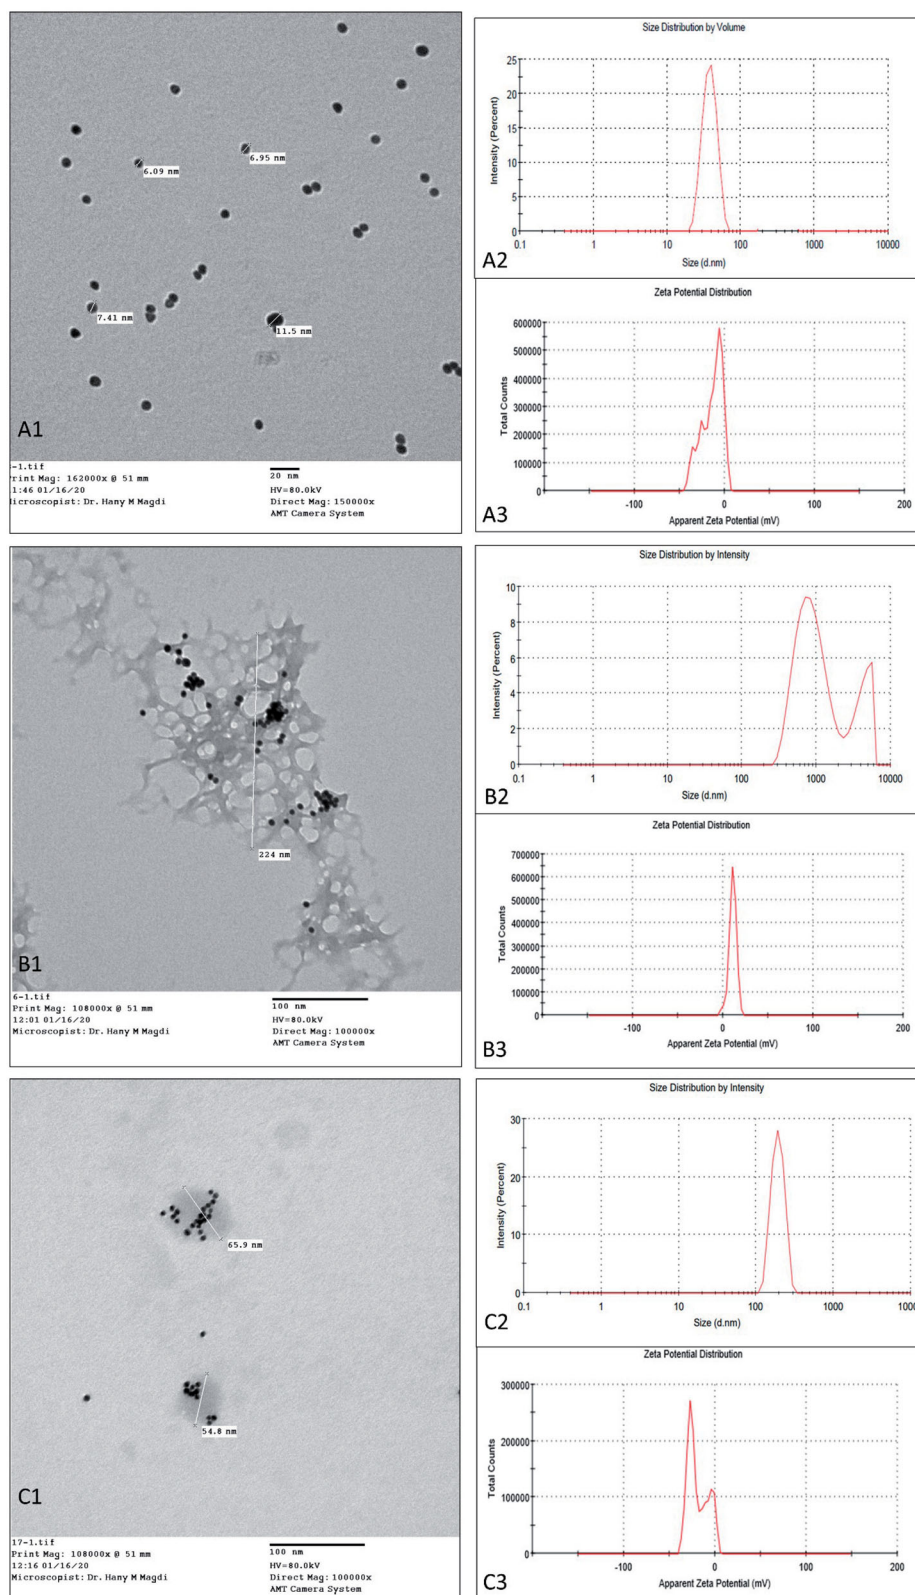 6.09 nm
6.95 nm
7.41 nm
11.5 nm
A1
-1.tif
rint Mag: 162000x @ 51 mm
1:46 01/16/20
icroscopist: Dr. Hany M Magdi
20 nm
HV=80.0kV
Direct Mag: 150000x
AMT Camera System
Size Distribution by Volume
Intensity (Percent)
25
20
15
10
5
0
0.1
1
10
100
1000
10000
Size (d.nm)
A2
Zeta Potential Distribution
Total Counts
600000
500000
400000
300000
200000
100000
0
-100
0
100
200
Apparent Zeta Potential (mV)
A3
224 nm
B1
6-1.tif
Print Mag: 108000x @ 51 mm
12:01 01/16/20
Microscopist: Dr. Hany M Magdi
100 nm
HV=80.0kV
Direct Mag: 100000x
AMT Camera System
Size Distribution by Intensity
Intensity (Percent)
10
8
6
4
2
0
0.1
1
10
100
1000
10000
Size (d.nm)
B2
Zeta Potential Distribution
Total Counts
700000
600000
500000
400000
300000
200000
100000
0
-100
0
100
200
Apparent Zeta Potential (mV)
B3
65.9 nm
54.8 nm
C1
17-1.tif
Print Mag: 108000x @ 51 mm
12:16 01/16/20
Microscopist: Dr. Hany M Magdi
100 nm
HV=80.0kV
Direct Mag: 100000x
AMT Camera System
Size Distribution by Intensity
Intensity (Percent)
30
20
10
0
0.1
1
10
100
1000
1000
Size (d.nm)
C2
Zeta Potential Distribution
Total Counts
300000
200000
100000
0
-100
0
100
200
Apparent Zeta Potential (mV)
C3